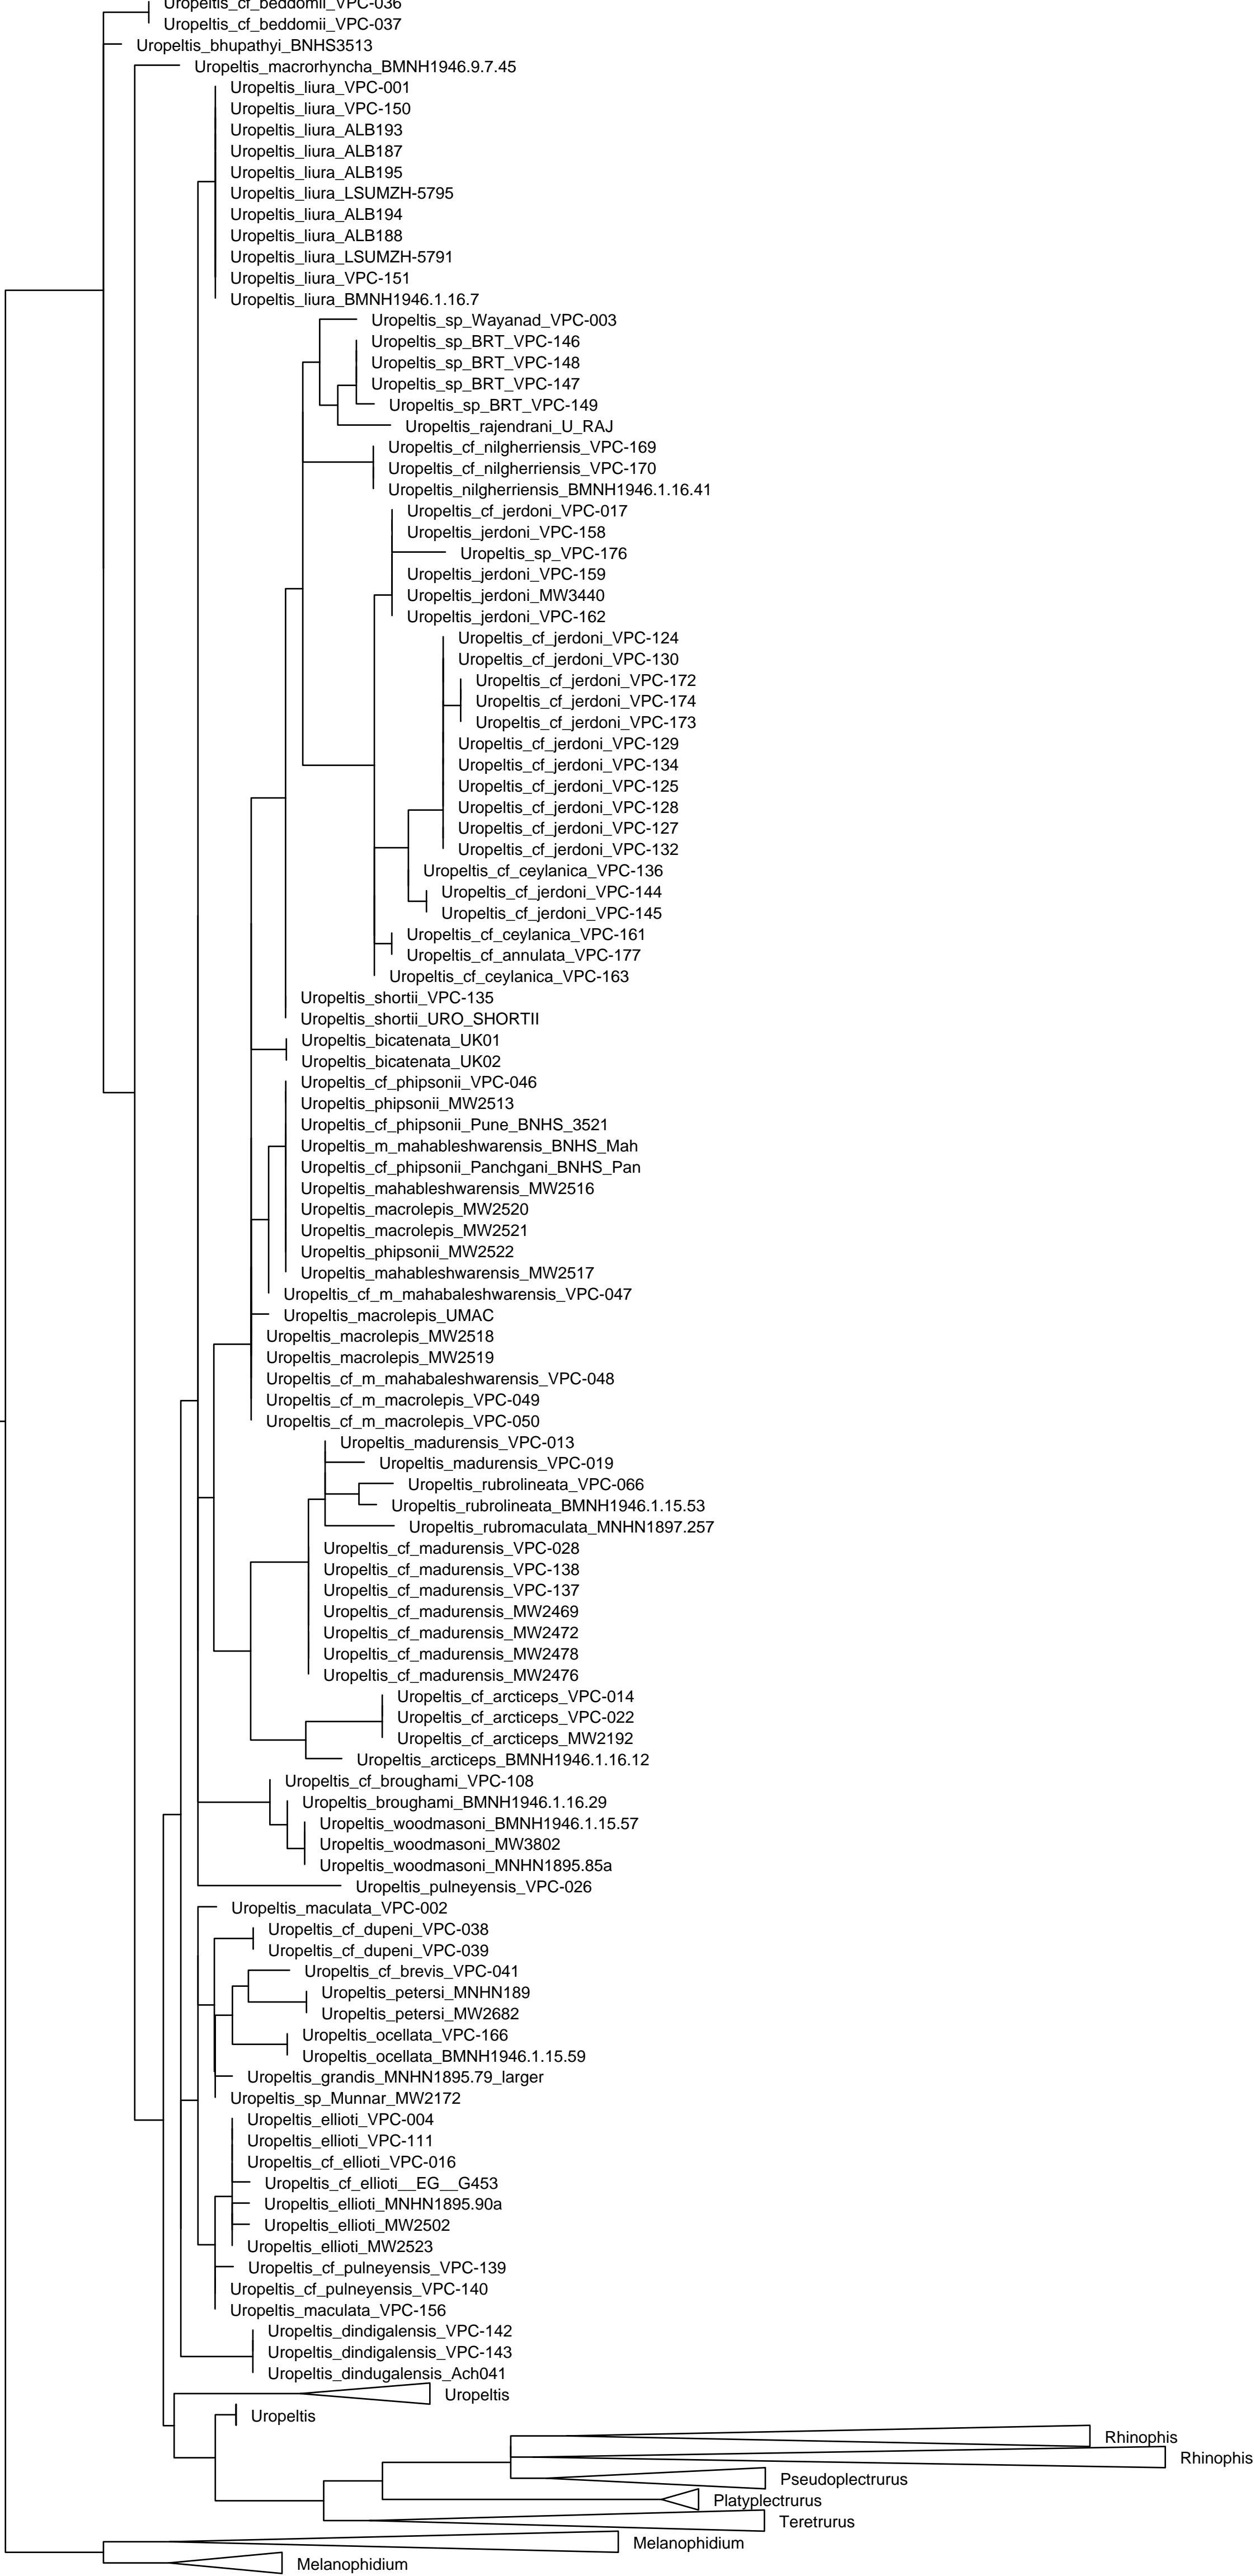 Uropeltis_cf_beddomii_VPC-036
Uropeltis_cf_beddomii_VPC-037
Uropeltis_bhupathyi_BNHS3513
Uropeltis_macrorhyncha_BMNH1946.9.7.45
Uropeltis_liura_VPC-001
Uropeltis_liura_VPC-150
Uropeltis_liura_ALB193
Uropeltis_liura_ALB187
Uropeltis_liura_ALB195
Uropeltis_liura_LSUMZH-5795
Uropeltis_liura_ALB194
Uropeltis_liura_ALB188
Uropeltis_liura_LSUMZH-5791
Uropeltis_liura_VPC-151
Uropeltis_liura_BMNH1946.1.16.7
Uropeltis_sp_Wayanad_VPC-003
Uropeltis_sp_BRT_VPC-146
Uropeltis_sp_BRT_VPC-148
Uropeltis_sp_BRT_VPC-147
Uropeltis_sp_BRT_VPC-149
Uropeltis_rajendrani_U_RAJ
Uropeltis_cf_nilgherriensis_VPC-169
Uropeltis_cf_nilgherriensis_VPC-170
Uropeltis_nilgherriensis_BMNH1946.1.16.41
Uropeltis_cf_jerdoni_VPC-017
Uropeltis_jerdoni_VPC-158
Uropeltis_sp_VPC-176
Uropeltis_jerdoni_VPC-159
Uropeltis_jerdoni_MW3440
Uropeltis_jerdoni_VPC-162
Uropeltis_cf_jerdoni_VPC-124
Uropeltis_cf_jerdoni_VPC-130
Uropeltis_cf_jerdoni_VPC-172
Uropeltis_cf_jerdoni_VPC-174
Uropeltis_cf_jerdoni_VPC-173
Uropeltis_cf_jerdoni_VPC-129
Uropeltis_cf_jerdoni_VPC-134
Uropeltis_cf_jerdoni_VPC-125
Uropeltis_cf_jerdoni_VPC-128
Uropeltis_cf_jerdoni_VPC-127
Uropeltis_cf_jerdoni_VPC-132
Uropeltis_cf_ceylanica_VPC-136
Uropeltis_cf_jerdoni_VPC-144
Uropeltis_cf_jerdoni_VPC-145
Uropeltis_cf_ceylanica_VPC-161
Uropeltis_cf_annulata_VPC-177
Uropeltis_cf_ceylanica_VPC-163
Uropeltis_shortii_VPC-135
Uropeltis_shortii_URO_SHORTII
Uropeltis_bicatenata_UK01
Uropeltis_bicatenata_UK02
Uropeltis_cf_phipsonii_VPC-046
Uropeltis_phipsonii_MW2513
Uropeltis_cf_phipsonii_Pune_BNHS_3521
Uropeltis_m_mahableshwarensis_BNHS_Mah
Uropeltis_cf_phipsonii_Panchgani_BNHS_Pan
Uropeltis_mahableshwarensis_MW2516
Uropeltis_macrolepis_MW2520
Uropeltis_macrolepis_MW2521
Uropeltis_phipsonii_MW2522
Uropeltis_mahableshwarensis_MW2517
Uropeltis_cf_m_mahabaleshwarensis_VPC-047
Uropeltis_macrolepis_UMAC
Uropeltis_macrolepis_MW2518
Uropeltis_macrolepis_MW2519
Uropeltis_cf_m_mahabaleshwarensis_VPC-048
Uropeltis_cf_m_macrolepis_VPC-049
Uropeltis_cf_m_macrolepis_VPC-050
Uropeltis_madurensis_VPC-013
Uropeltis_madurensis_VPC-019
Uropeltis_rubrolineata_VPC-066
Uropeltis_rubrolineata_BMNH1946.1.15.53
Uropeltis_rubromaculata_MNHN1897.257
Uropeltis_cf_madurensis_VPC-028
Uropeltis_cf_madurensis_VPC-138
Uropeltis_cf_madurensis_VPC-137
Uropeltis_cf_madurensis_MW2469
Uropeltis_cf_madurensis_MW2472
Uropeltis_cf_madurensis_MW2478
Uropeltis_cf_madurensis_MW2476
Uropeltis_cf_arcticeps_VPC-014
Uropeltis_cf_arcticeps_VPC-022
Uropeltis_cf_arcticeps_MW2192
Uropeltis_arcticeps_BMNH1946.1.16.12
Uropeltis_cf_broughami_VPC-108
Uropeltis_broughami_BMNH1946.1.16.29
Uropeltis_woodmasoni_BMNH1946.1.15.57
Uropeltis_woodmasoni_MW3802
Uropeltis_woodmasoni_MNHN1895.85a
Uropeltis_pulneyensis_VPC-026
Uropeltis_maculata_VPC-002
Uropeltis_cf_dupeni_VPC-038
Uropeltis_cf_dupeni_VPC-039
Uropeltis_cf_brevis_VPC-041
Uropeltis_petersi_MNHN189
Uropeltis_petersi_MW2682
Uropeltis_ocellata_VPC-166
Uropeltis_ocellata_BMNH1946.1.15.59
Uropeltis_grandis_MNHN1895.79_larger
Uropeltis_sp_Munnar_MW2172
Uropeltis_ellioti_VPC-004
Uropeltis_ellioti_VPC-111
Uropeltis_cf_ellioti_VPC-016
Uropeltis_cf_ellioti__EG__G453
Uropeltis_ellioti_MNHN1895.90a
Uropeltis_ellioti_MW2502
Uropeltis_ellioti_MW2523
Uropeltis_cf_pulneyensis_VPC-139
Uropeltis_cf_pulneyensis_VPC-140
Uropeltis_maculata_VPC-156
Uropeltis_dindigalensis_VPC-142
Uropeltis_dindigalensis_VPC-143
Uropeltis_dindugalensis_Ach041
Uropeltis
Uropeltis
Rhinophis
Rhinophis
Pseudoplectrurus
Platyplectrurus
Teretrurus
Melanophidium
Melanophidium